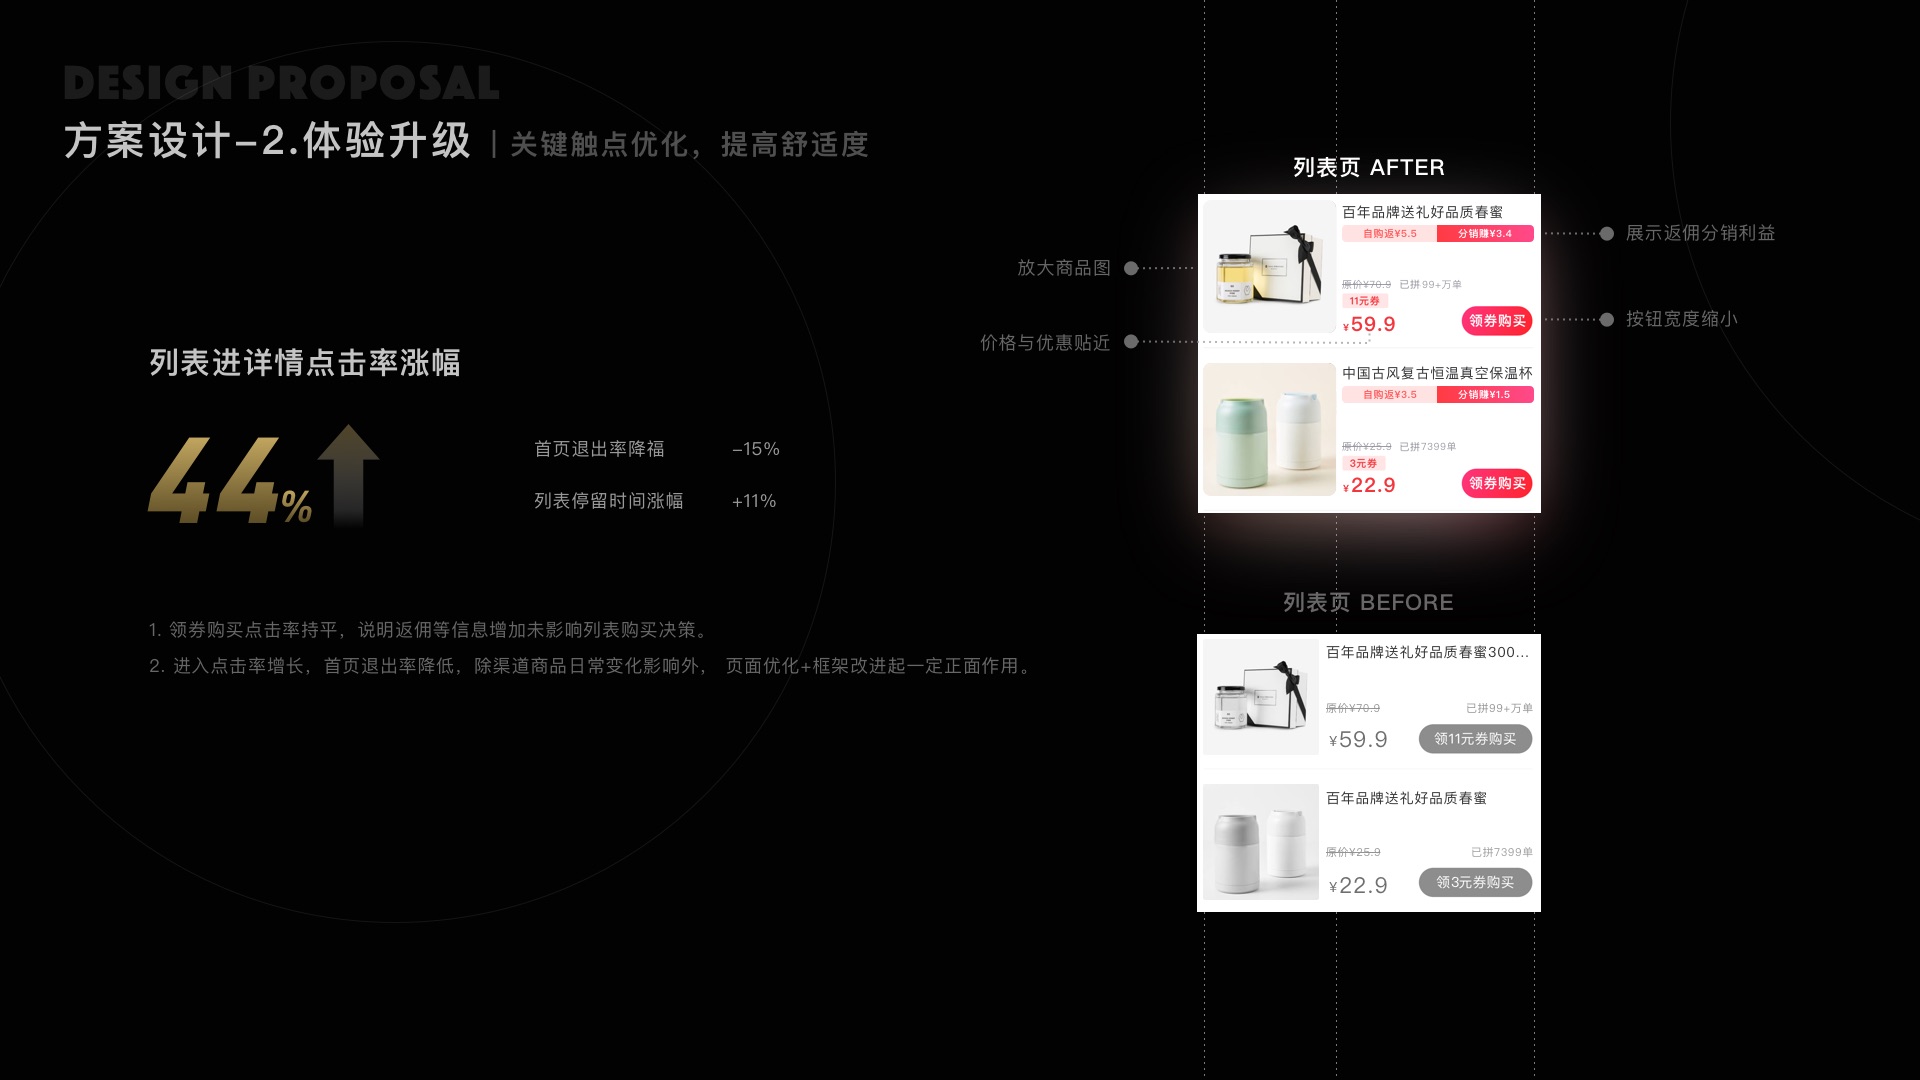 DESIGN PROPOSAL
方案设计-2.体验升级 | 关键触点优化，提高舒适度
列表进详情点击率涨幅
44%
首页退出率降福 -15%
列表停留时间涨幅 +11%
1. 领券购买点击率持平，说明返佣等信息增加未影响列表购买决策。
2. 进入点击率增长，首页退出率降低，除渠道商品日常变化影响外， 页面优化+框架改进起一定正面作用。
列表页 AFTER
放大商品图
价格与优惠贴近
展示返佣分销利益
按钮宽度缩小
百年品牌送礼好品质春蜜
自购返¥5.5 分销赚¥3.4
原价¥70.9 已拼99+万单
11元券
¥59.9 领券购买
中国古风复古恒温真空保温杯
自购返¥3.5 分销赚¥1.5
原价¥25.9 已拼7399单
3元券
¥22.9 领券购买
列表页 BEFORE
百年品牌送礼好品质春蜜300...
原价¥70.9 已拼99+万单
¥59.9 领11元券购买
百年品牌送礼好品质春蜜
原价¥25.9 已拼7399单
¥22.9 领3元券购买